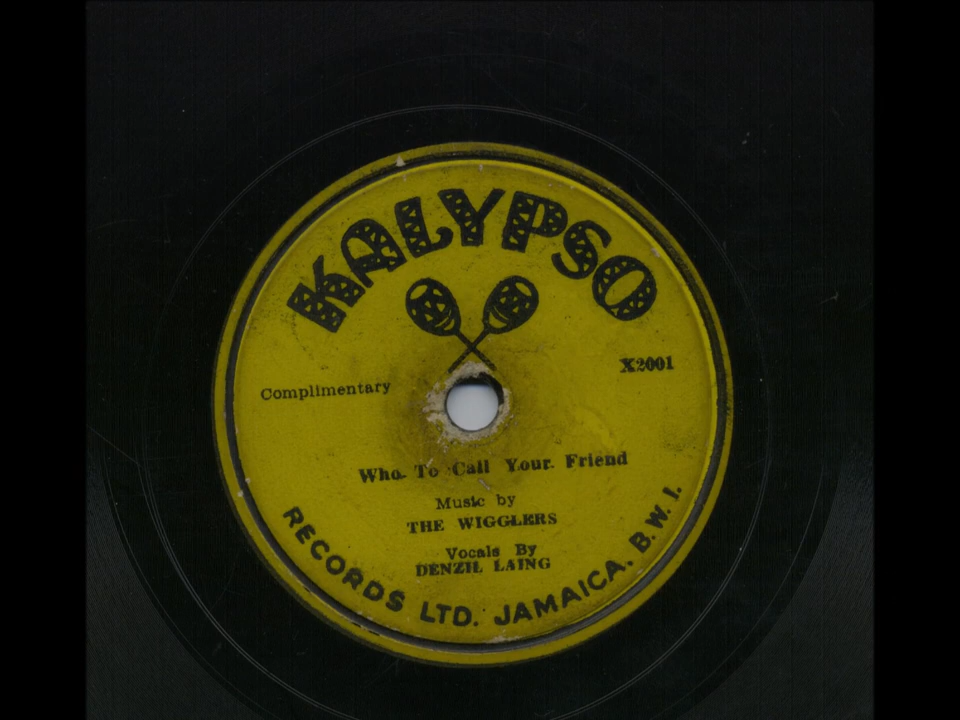 KALYPSO
X2001
Complimentary
Who To Call Your Friend
Music by
THE WIGGLERS
Vocals By
DENZIL LAING
RECORDS LTD. JAMAICA, B.W.I.